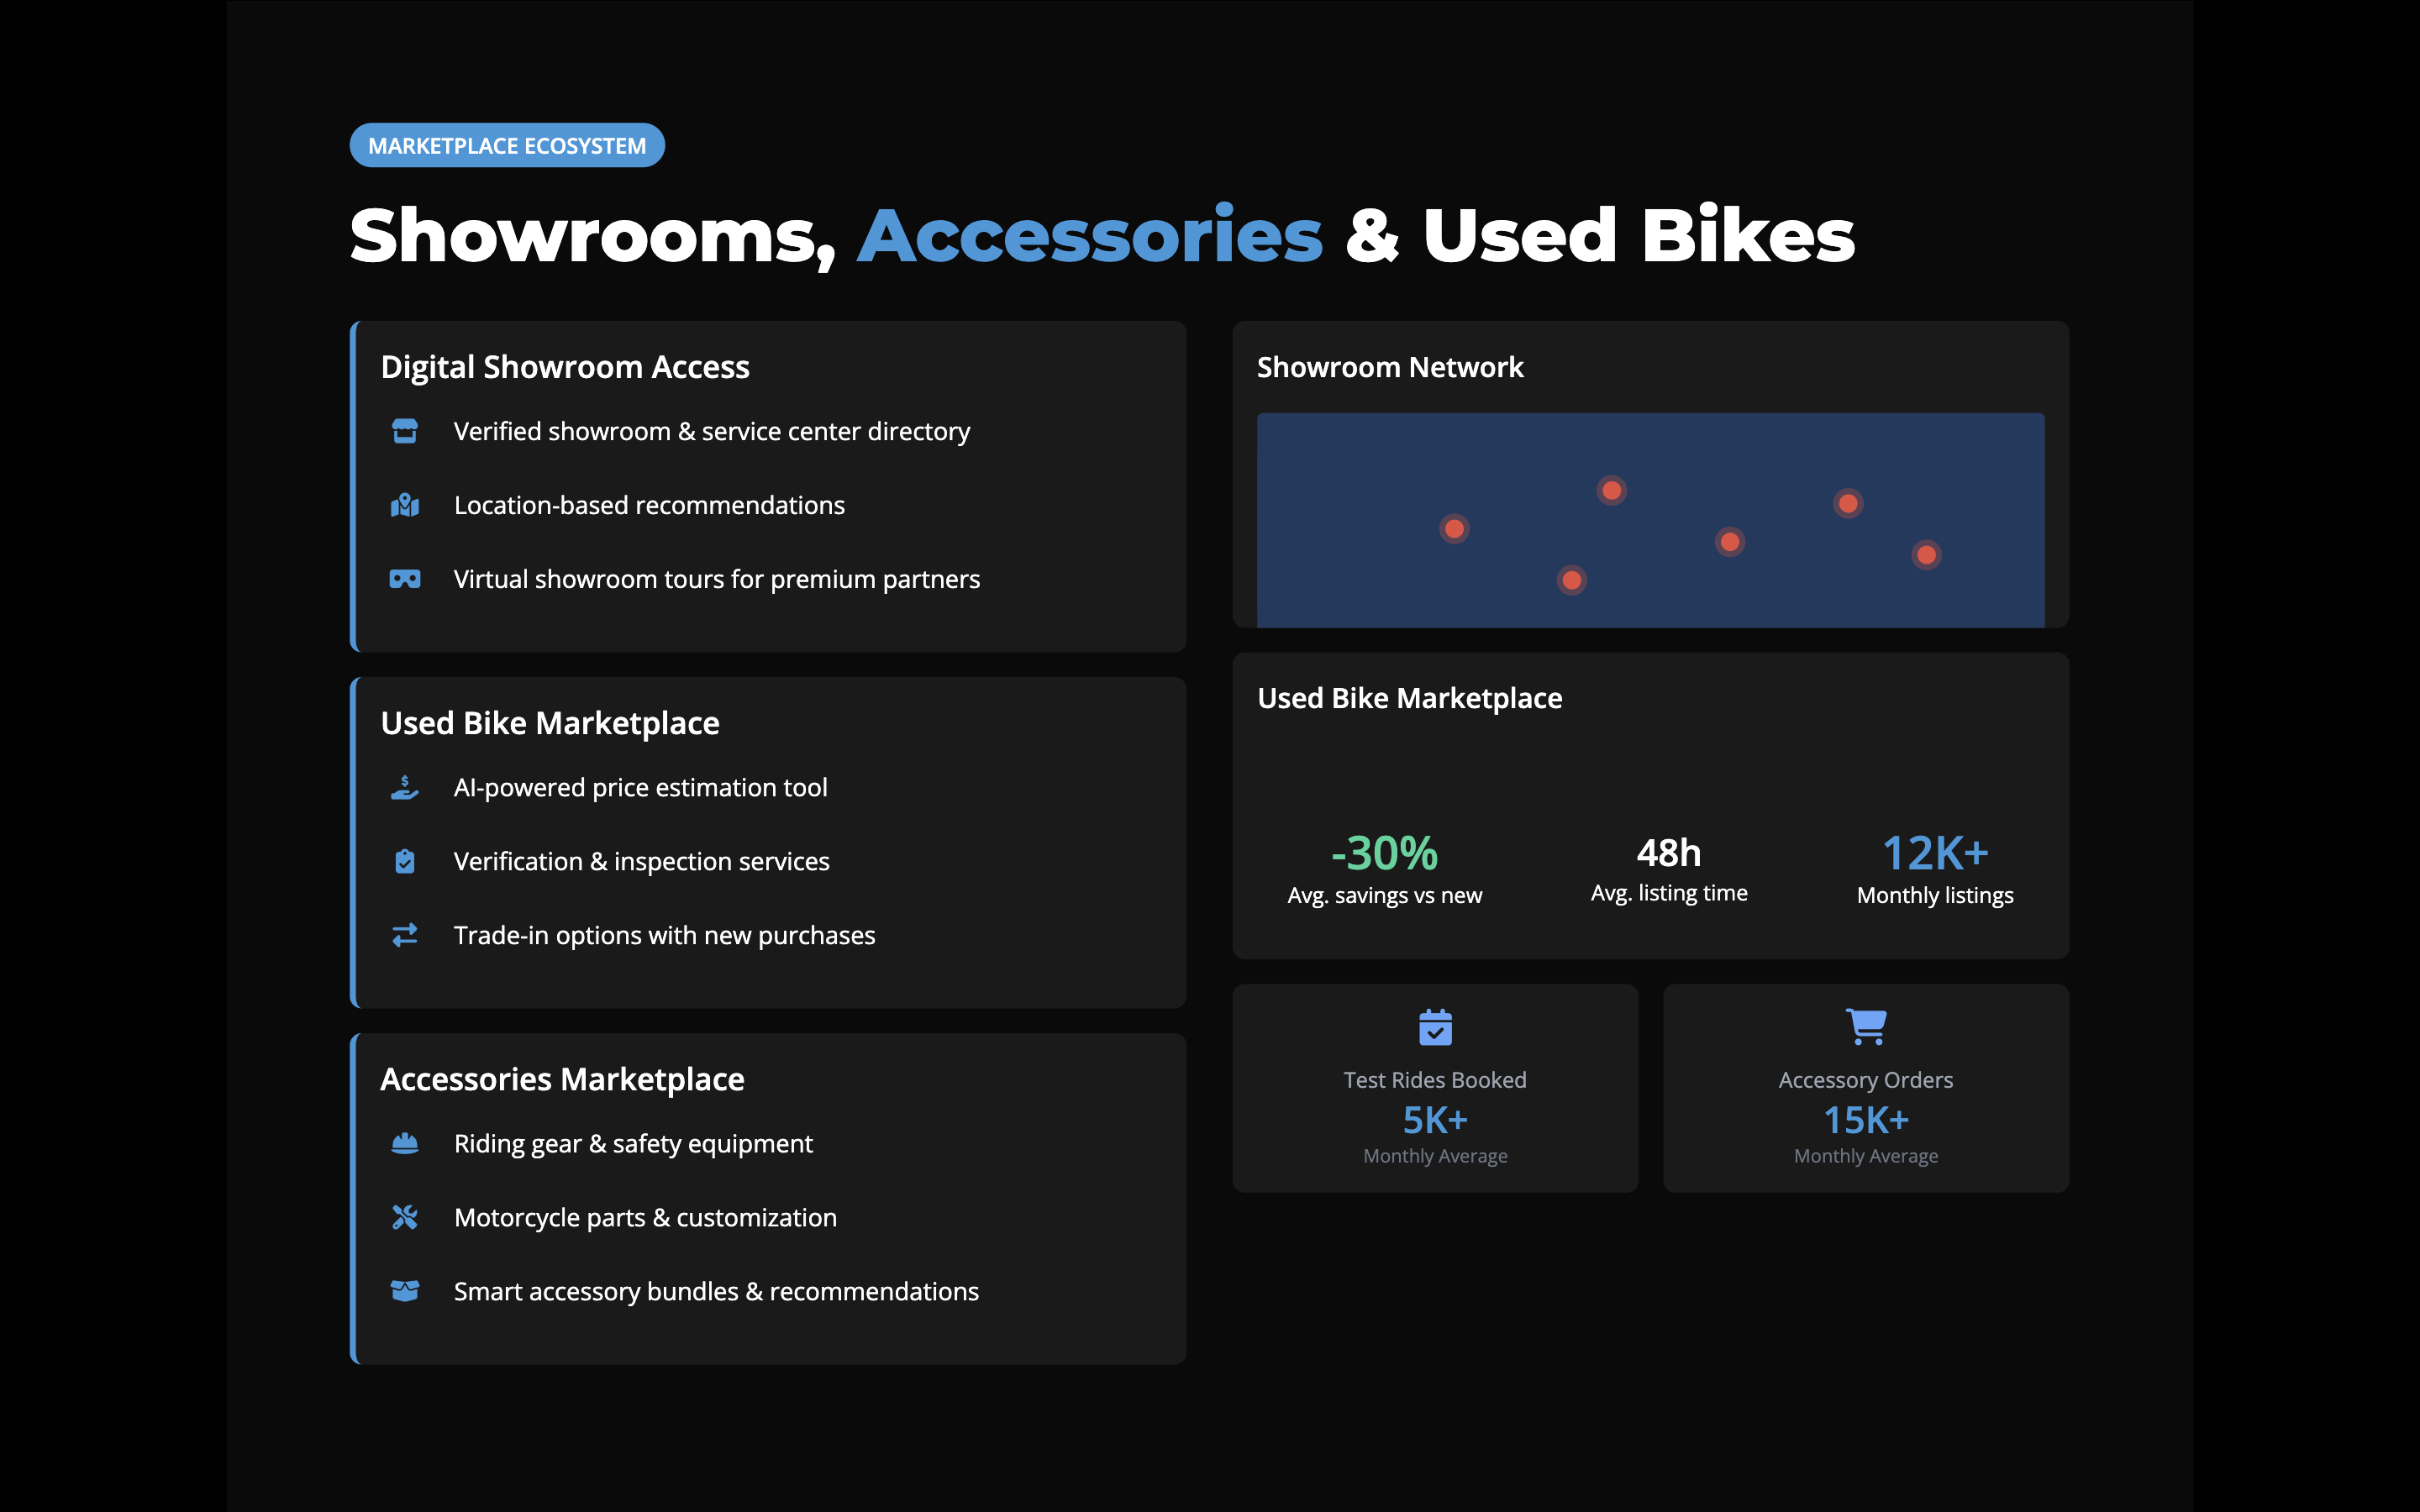 MARKETPLACE ECOSYSTEM
Showrooms, Accessories & Used Bikes
Digital Showroom Access
Verified showroom & service center directory
Location-based recommendations
Virtual showroom tours for premium partners
Used Bike Marketplace
AI-powered price estimation tool
Verification & inspection services
Trade-in options with new purchases
Accessories Marketplace
Riding gear & safety equipment
Motorcycle parts & customization
Smart accessory bundles & recommendations
Showroom Network
Used Bike Marketplace
-30%
Avg. savings vs new
48h
Avg. listing time
12K+
Monthly listings
Test Rides Booked
5K+
Monthly Average
Accessory Orders
15K+
Monthly Average